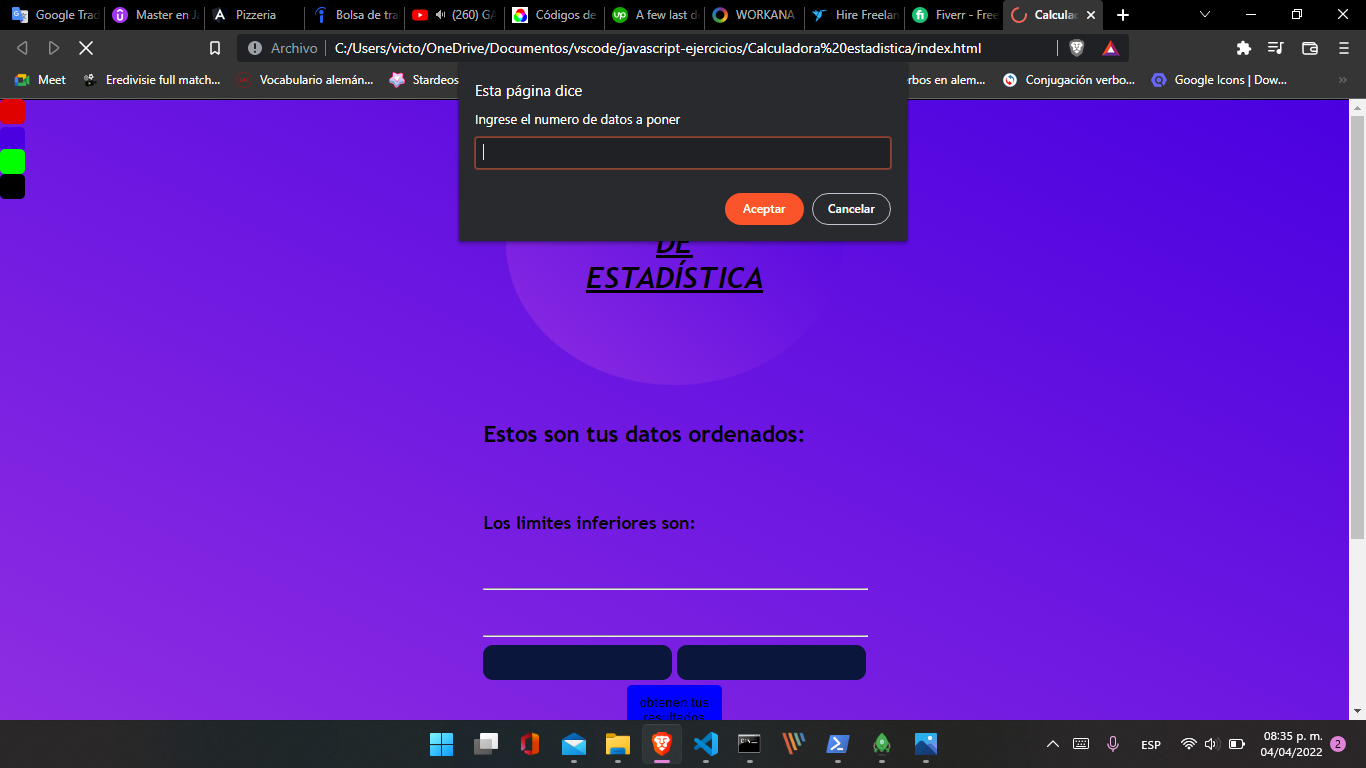 Google Trad
Master en Ja
Pizzeria
Bolsa de tra
(260) GA
Códigos de
A few last d
WORKANA
Hire Freelan
Fiverr - Free
Calculad
Archivo
C:/Users/victo/OneDrive/Documentos/vscode/javascript-ejercicios/Calculadora%20estadistica/index.html
Meet
Eredivisie full match...
Vocabulario alemán...
Stardeos
erbos en alem...
Conjugación verbo...
Google Icons | Dow...
Esta página dice
Ingrese el numero de datos a poner
Aceptar
Cancelar
DE
ESTADÍSTICA
Estos son tus datos ordenados:
Los limites inferiores son:
obtenen tus
resultados
ESP
08:35 p. m.
04/04/2022
2